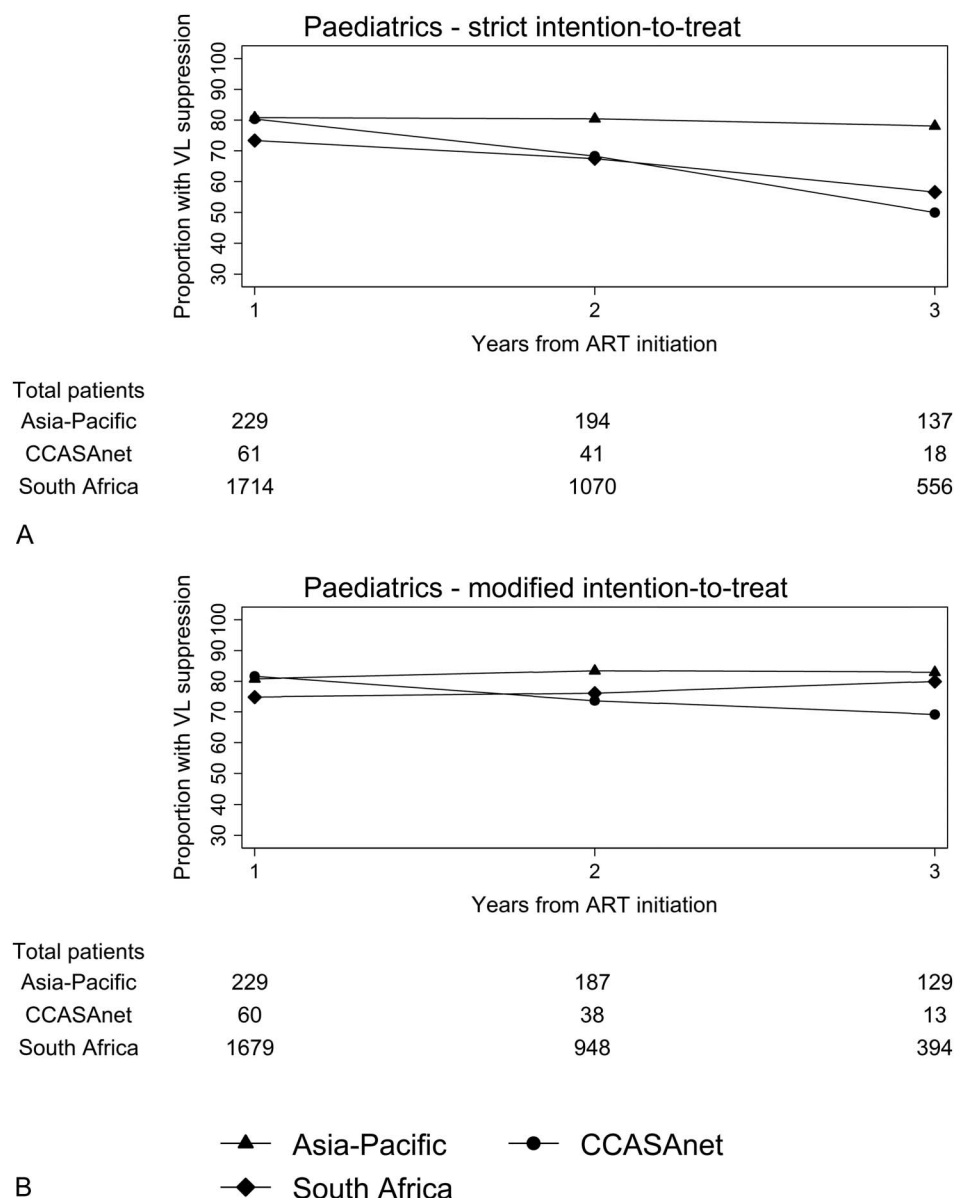 Paediatrics - strict intention-to-treat
Proportion with VL suppression
100
90
80
70
60
50
40
30
1 2 3
Years from ART initiation
Total patients
Asia-Pacific 229 194 137
CCASAnet 61 41 18
South Africa 1714 1070 556
A
Paediatrics - modified intention-to-treat
Proportion with VL suppression
100
90
80
70
60
50
40
30
1 2 3
Years from ART initiation
Total patients
Asia-Pacific 229 187 129
CCASAnet 60 38 13
South Africa 1679 948 394
Asia-Pacific CCASAnet
South Africa
B